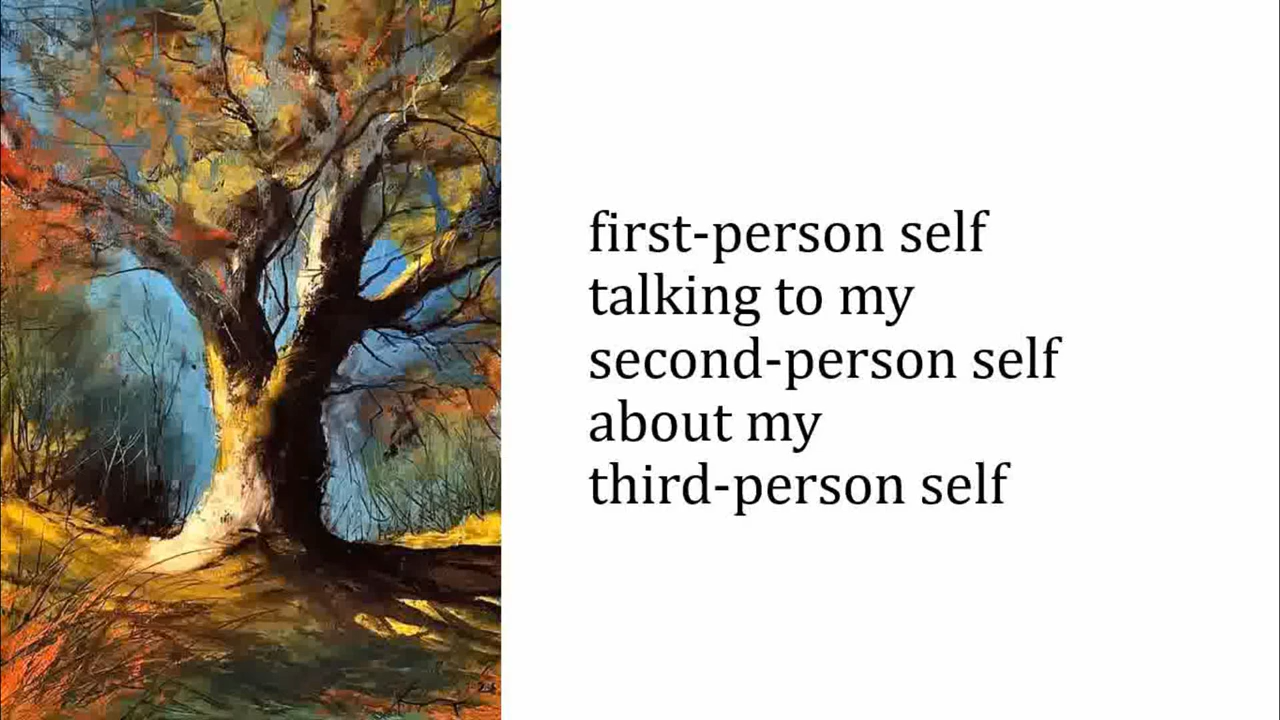 first-person self
talking to my
second-person self
about my
third-person self